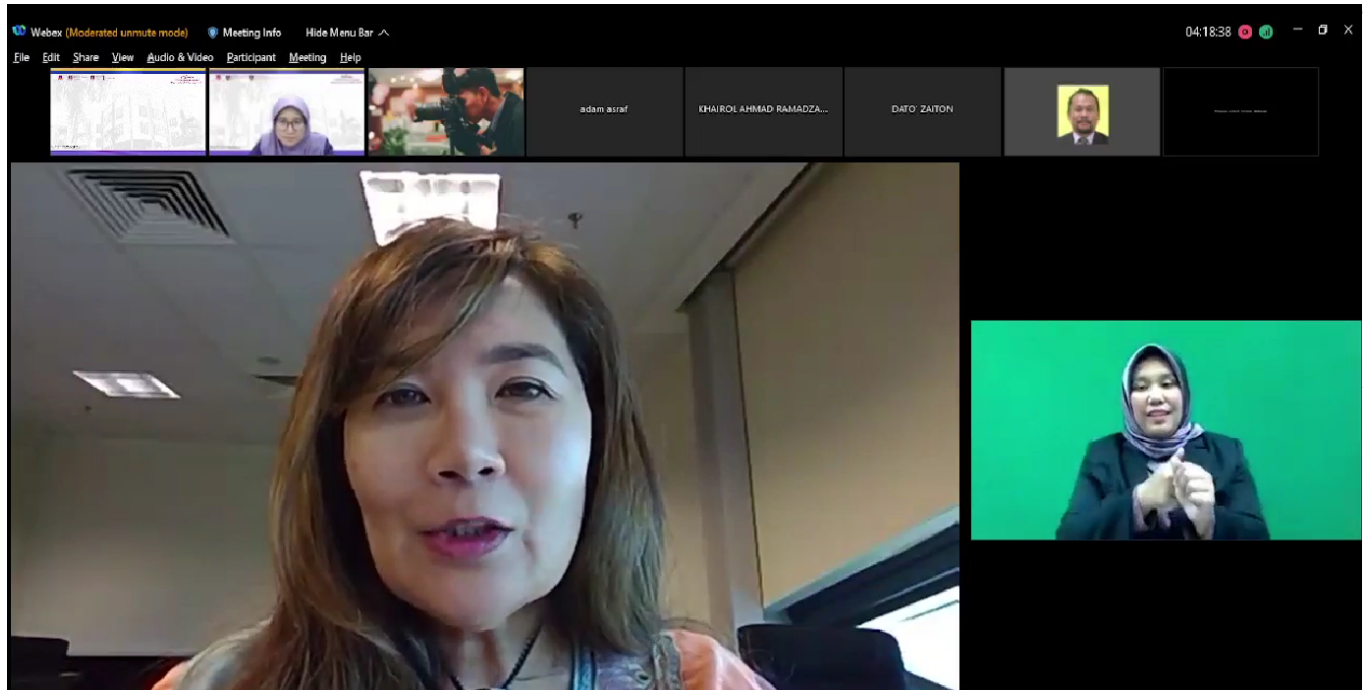 Webex (Moderated unmute mode) Meeting Info Hide Menu Bar 04:18:38
File Edit Share View Audio & Video Participant Meeting Help
adam asraf
KHAIROL AHMAD RAMADZA...
DATO' ZAITON